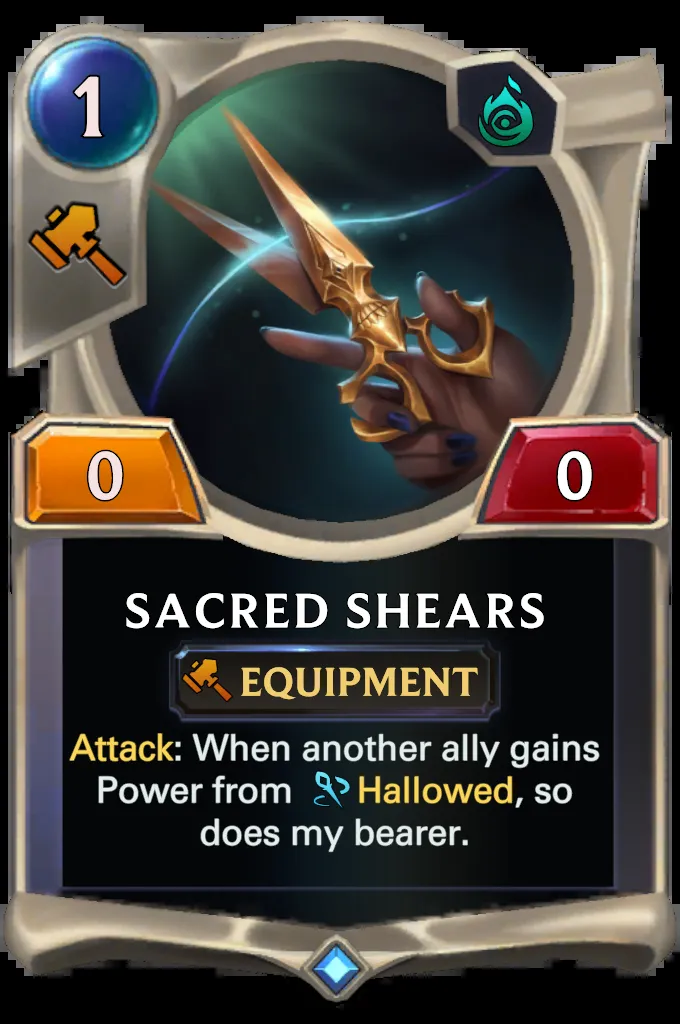 1
0
0
SACRED SHEARS
EQUIPMENT
Attack: When another ally gains
Power from Hallowed, so
does my bearer.